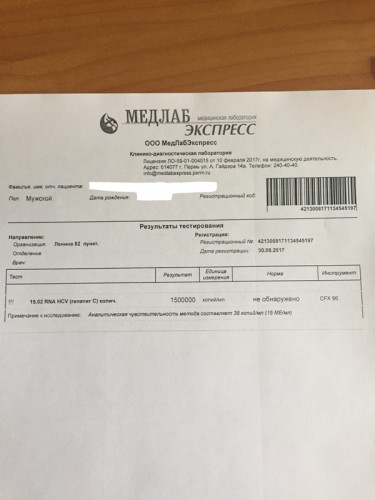 МЕДЛАБ медицинская лаборатория
ЭКСПРЕСС
ООО МедЛабЭкспресс
Клинико-диагностическая лаборатория
Лицензия ЛО-59-01-004015 от 10 февраля 2017г. на медицинскую деятельность.
Адрес: 614077 г. Пермь ул. А. Гайдара 14а. Телефон: 240-40-40.
info@medlabexpress.perm.ru
Фамилия, имя, отч. пациента:
Пол Мужской Дата рождения: Регистрационный код:
4213008171134545197
Результаты тестирования
Направление: Регистрация:
Организация Ленина 82 пункт. Регистрационный №: 4213008171134545197
Отделение Дата регистрации: 30.08.2017
Врач:
Тест Результат Единица измерения Норма Инструмент
!!! 15.02 RNA HCV (гепатит C) колич. 1500000 копий/мл не обнаружено CFX 96
Примечание к исследованию: Аналитическая чувствительность метода составляет 38 копий/мл (15 МЕ/мл)